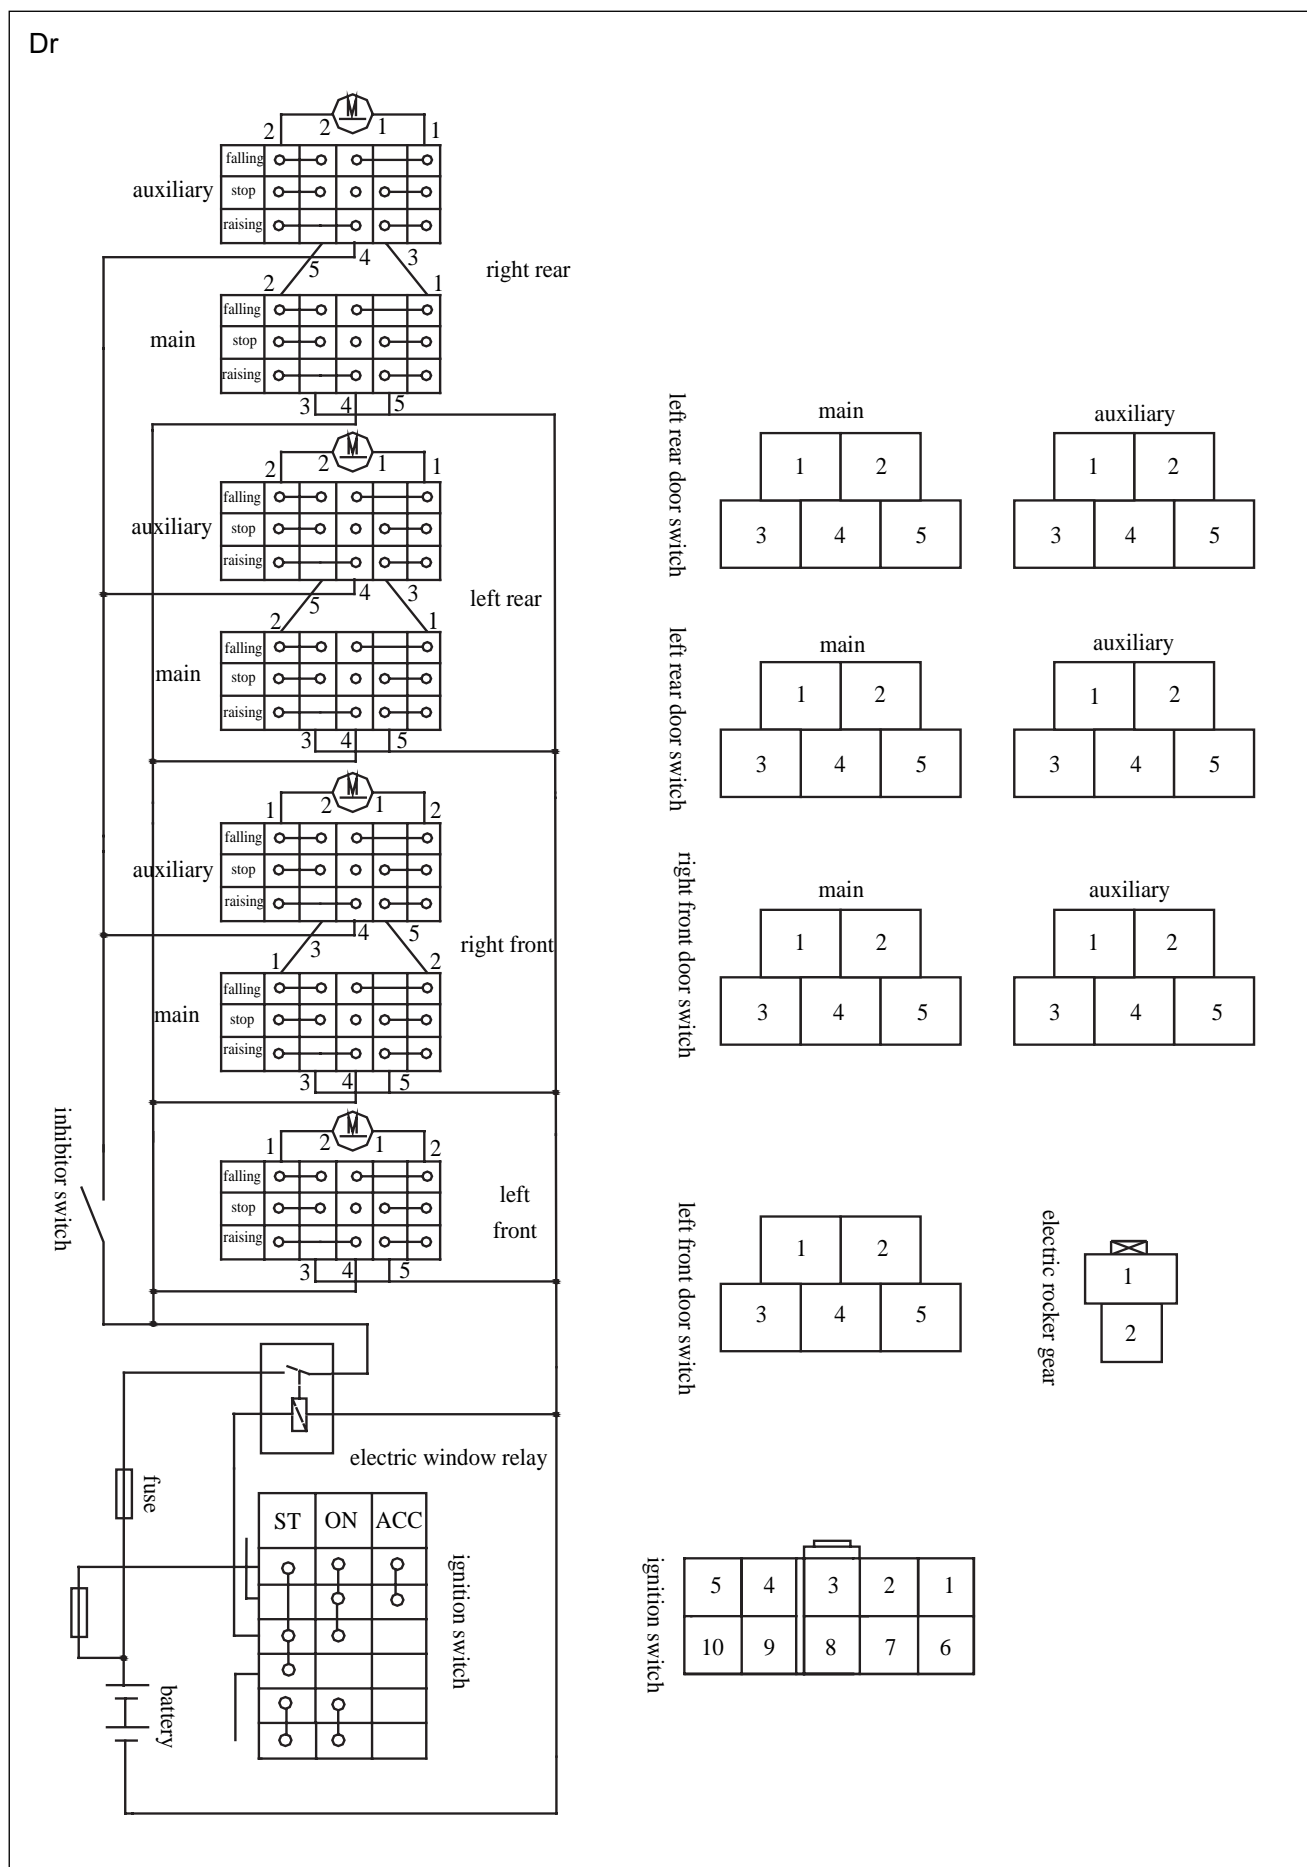 Dr
M
2 2 1 1
falling
auxiliary stop
raising
5 4 3
right rear
2 1
falling
main stop
raising
3 4 5
M
2 2 1 1
falling
auxiliary stop
raising
5 4 3
left rear
2 1
falling
main stop
raising
3 4 5
M
1 2 1 2
falling
auxiliary stop
raising
3 4 5
right front
1 2
falling
main stop
raising
3 4 5
M
1 2 1 2
falling
stop
raising
left
front
3 4 5
inhibitor switch
electric window relay
fuse
ST ON ACC
ignition switch
battery
left rear door switch
main
1 2
3 4 5
auxiliary
1 2
3 4 5
left rear door switch
main
1 2
3 4 5
auxiliary
1 2
3 4 5
right front door switch
main
1 2
3 4 5
auxiliary
1 2
3 4 5
left front door switch
1 2
3 4 5
electric rocker gear
1
2
ignition switch
5 4 3 2 1
10 9 8 7 6